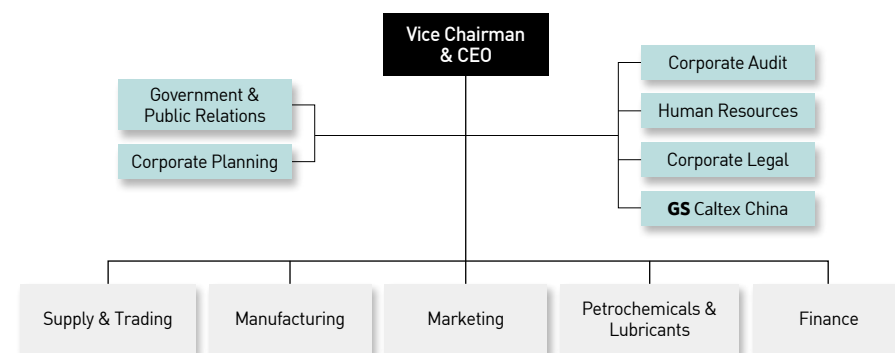 Vice Chairman
& CEO
Government &
Public Relations
Corporate Planning
Corporate Audit
Human Resources
Corporate Legal
GS Caltex China
Supply & Trading
Manufacturing
Marketing
Petrochemicals &
Lubricants
Finance